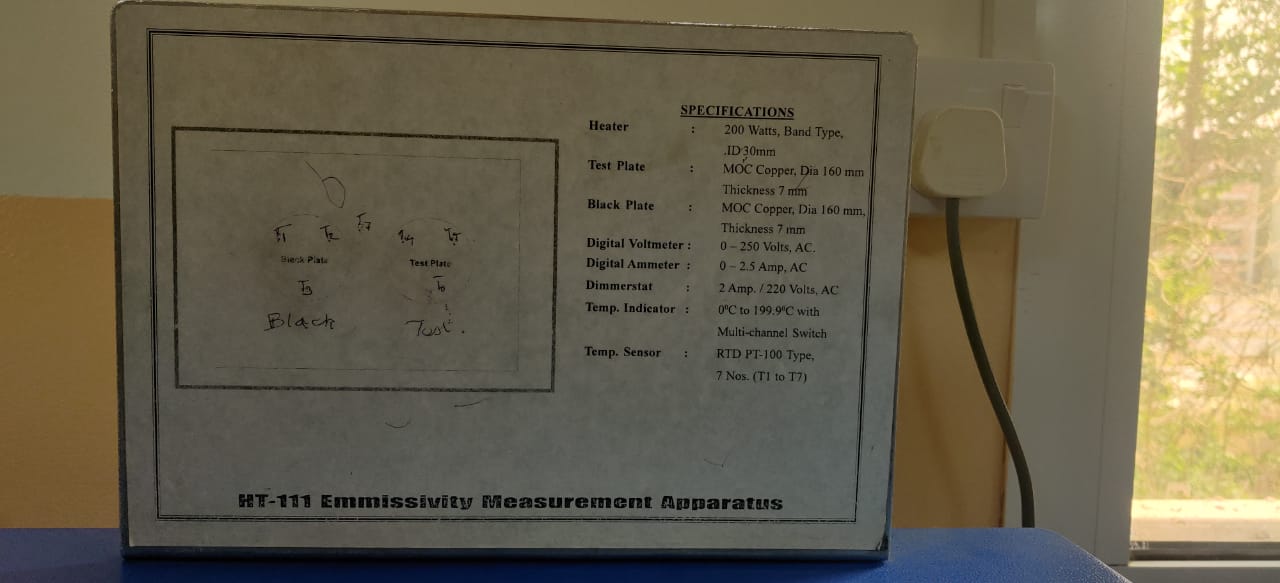 SPECIFICATIONS
Heater : 200 Watts, Band Type,
.ID 30mm
Test Plate : MOC Copper, Dia 160 mm
Thickness 7 mm
Black Plate : MOC Copper, Dia 160 mm,
Thickness 7 mm
Digital Voltmeter : 0 – 250 Volts, AC.
Digital Ammeter : 0 – 2.5 Amp, AC
Dimmerstat : 2 Amp. / 220 Volts, AC
Temp. Indicator : 0⁰C to 199.9⁰C with
Multi-channel Switch
Temp. Sensor : RTD PT-100 Type,
7 Nos. (T1 to T7)
T1 T2 T7 T4 T5
Black Plate Test Plate
T3 T6
Black Test.
HT-111 Emmissivity Measurement Apparatus